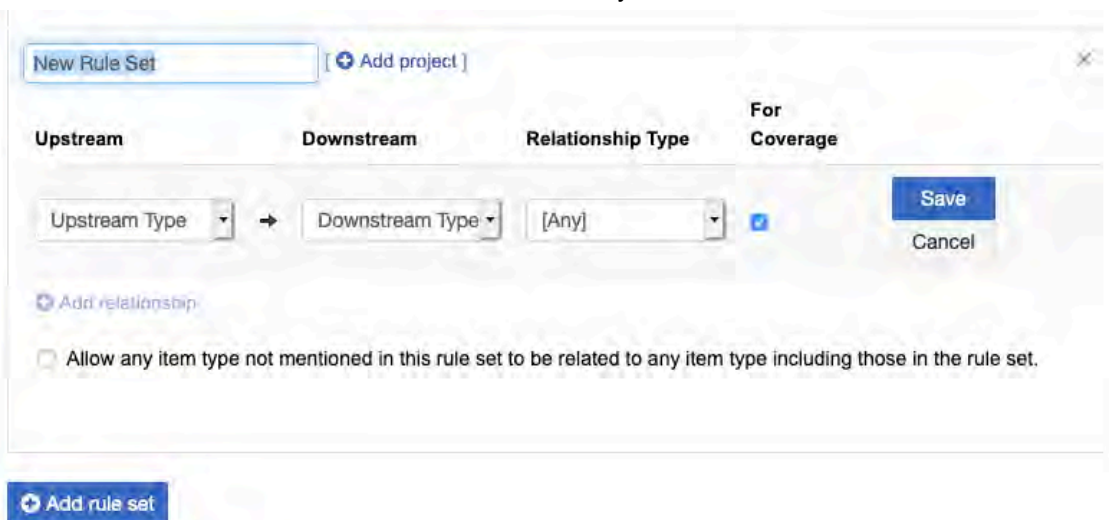 New Rule Set [ Add project ]
For
Upstream Downstream Relationship Type Coverage
Upstream Type Downstream Type [Any] Save
Cancel
Add relationship
Allow any item type not mentioned in this rule set to be related to any item type including those in the rule set.
Add rule set